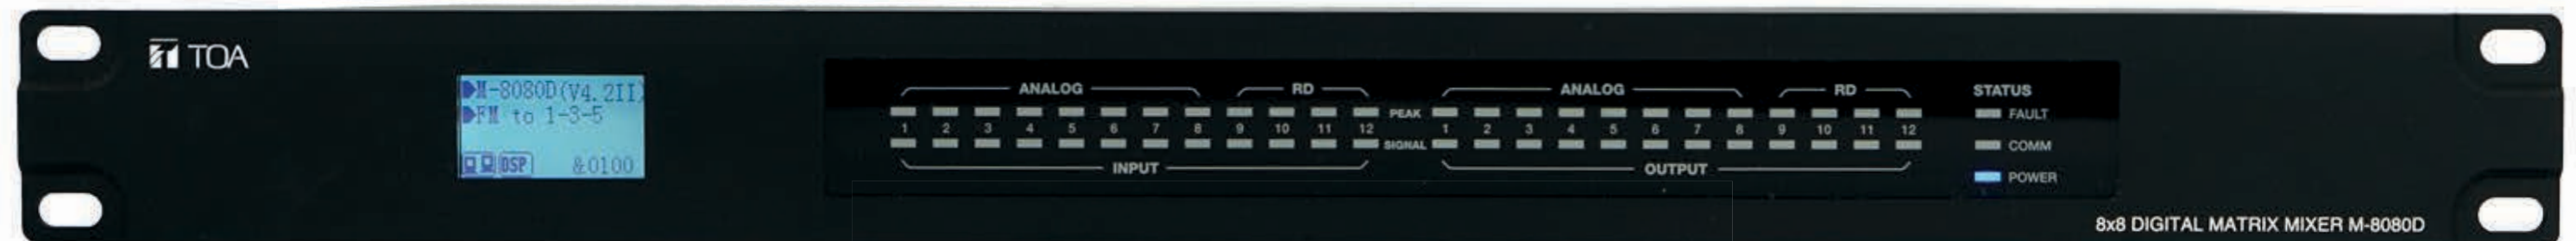 TOA
M-8080D(V4.2II)
FM to 1-3-5
DSP &0100
ANALOG RD ANALOG RD STATUS
PEAK FAULT
1 2 3 4 5 6 7 8 9 10 11 12 1 2 3 4 5 6 7 8 9 10 11 12
SIGNAL COMM
INPUT OUTPUT
POWER
8x8 DIGITAL MATRIX MIXER M-8080D